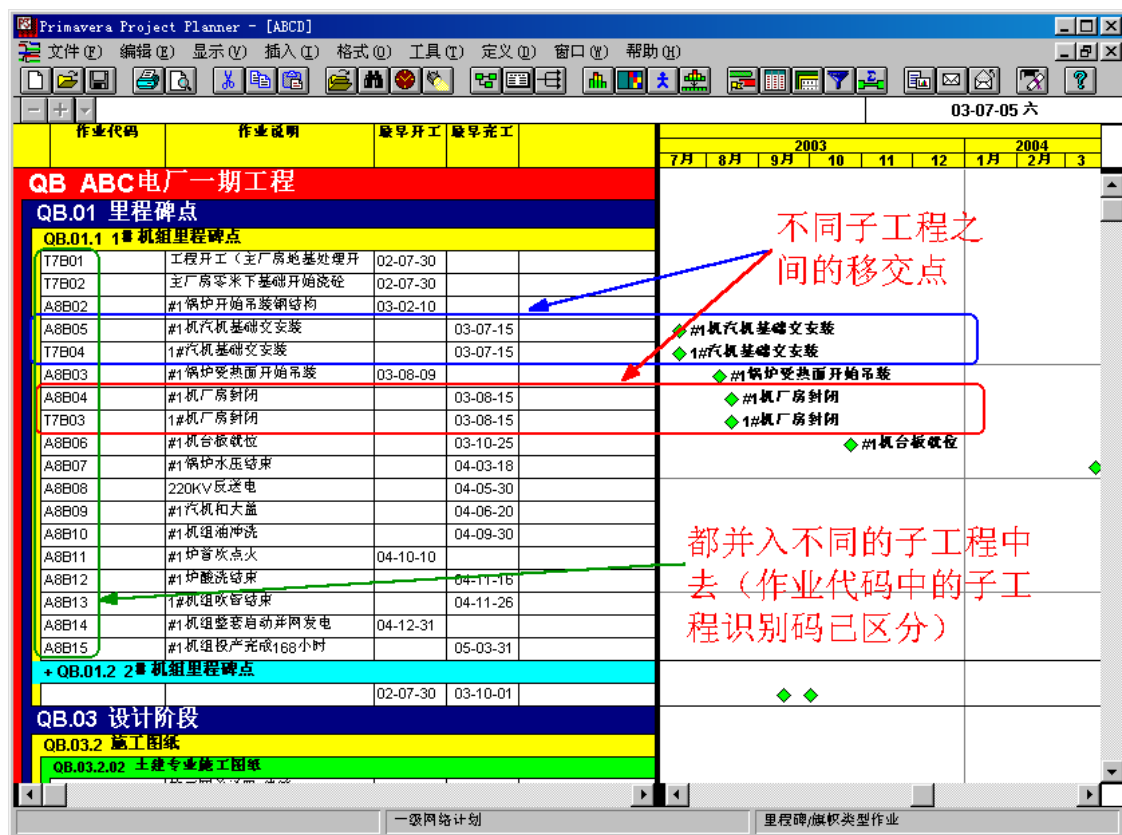 Primavera Project Planner - [ABCD]
文件(F) 编辑(E) 显示(V) 插入(I) 格式(O) 工具(T) 定义(D) 窗口(W) 帮助(H)
03-07-05 六
作业代码 作业说明 最早开工 最早完工
2003 2004
7月 8月 9月 10 11 12 1月 2月 3
QB ABC电厂一期工程
QB.01 里程碑点
QB.01.1 1#机组里程碑点
T7B01 工程开工(主厂房地基处理开 02-07-30
T7B02 主厂房零米下基础开始浇砼 02-07-30
A8B02 #1锅炉开始吊装钢结构 03-02-10
A8B05 #1机汽机基础交安装 03-07-15 #1机汽机基础交安装
T7B04 1#汽机基础交安装 03-07-15 1#汽机基础交安装
A8B03 #1锅炉受热面开始吊装 03-08-09 #1锅炉受热面开始吊装
A8B04 #1机厂房封闭 03-08-15 #1机厂房封闭
T7B03 1#机厂房封闭 03-08-15 1#机厂房封闭
A8B06 #1机台板就位 03-10-25 #1机台板就位
A8B07 #1锅炉水压结束 04-03-18
A8B08 220KV反送电 04-05-30
A8B09 #1汽机扣大盖 04-06-20
A8B10 #1机组油冲洗 04-09-30
A8B11 #1炉首次点火 04-10-10
A8B12 #1炉酸洗结束 04-11-16
A8B13 1#机组吹管结束 04-11-26
A8B14 #1机组整套启动并网发电 04-12-31
A8B15 #1机组投产完成168小时 05-03-31
+ QB.01.2 2#机组里程碑点
02-07-30 03-10-01
QB.03 设计阶段
QB.03.2 施工图纸
QB.03.2.02 土建专业施工图纸
不同子工程之
间的移交点
都并入不同的子工程中
去(作业代码中的子工
程识别码已区分)
一级网络计划 里程碑/旗帜类型作业